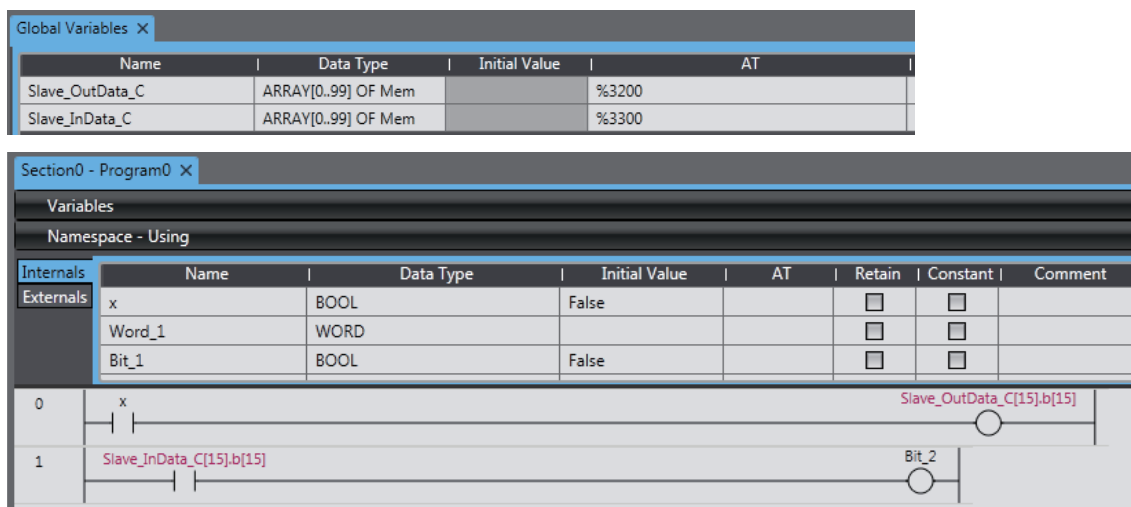 Global Variables ×
Name Data Type Initial Value AT
Slave_OutData_C ARRAY[0..99] OF Mem %3200
Slave_InData_C ARRAY[0..99] OF Mem %3300
Section0 - Program0 ×
Variables
Namespace - Using
Internals Name Data Type Initial Value AT Retain Constant Comment
Externals x BOOL False
Word_1 WORD
Bit_1 BOOL False
0 x Slave_OutData_C[15].b[15]
1 Slave_InData_C[15].b[15] Bit_2